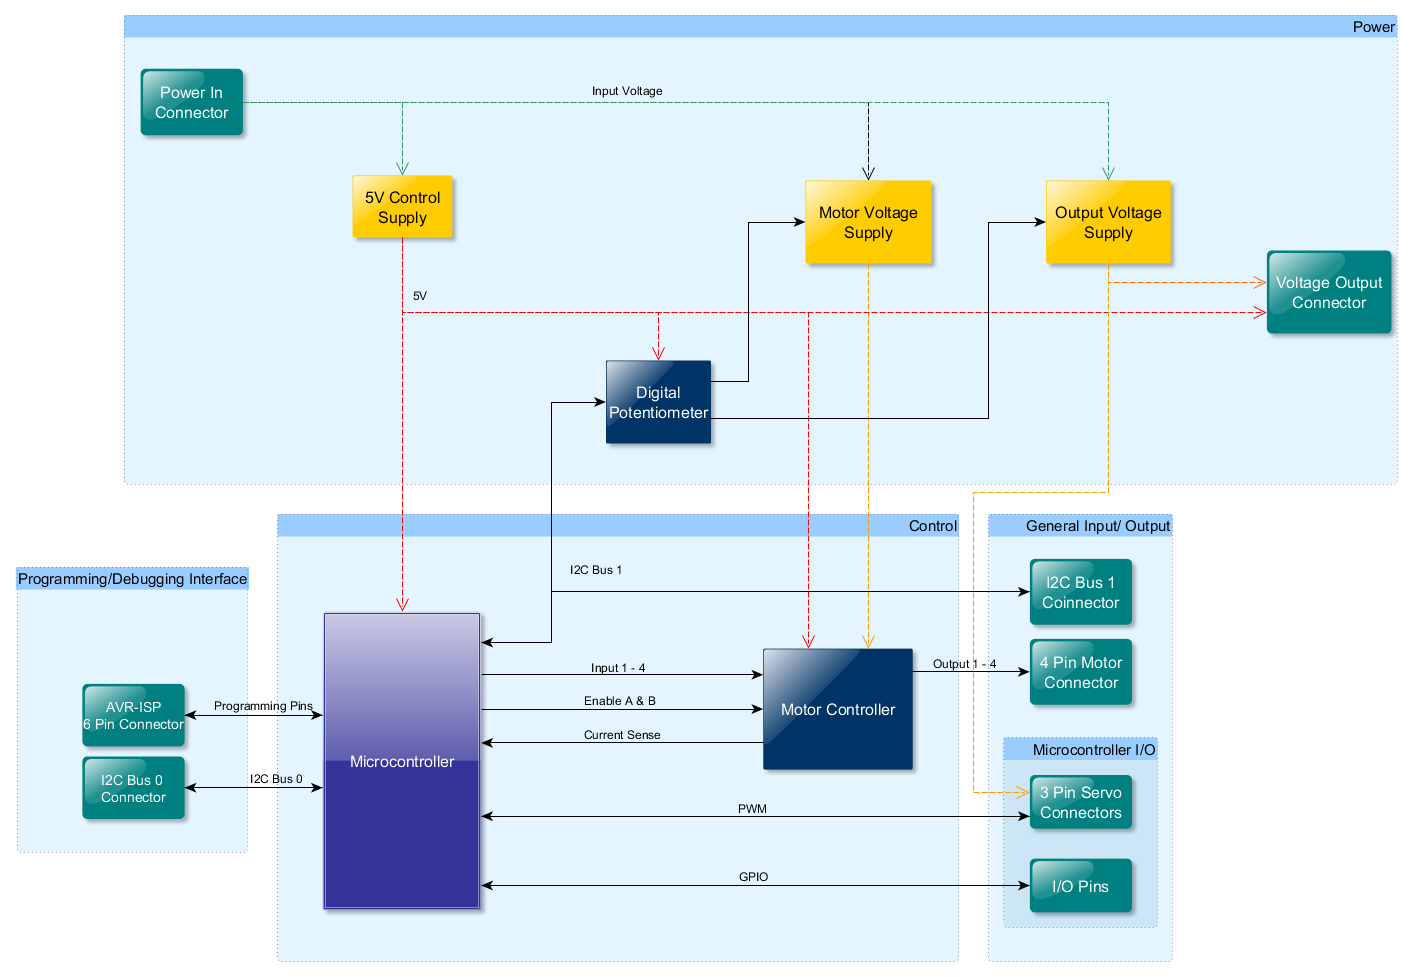 Power
Power In
Connector
Input Voltage
5V Control
Supply
Motor Voltage
Supply
Output Voltage
Supply
Voltage Output
Connector
5V
Digital
Potentiometer
Control
General Input/ Output
Programming/Debugging Interface
I2C Bus 1
I2C Bus 1
Coinnector
Input 1 - 4
Output 1 - 4
4 Pin Motor
Connector
AVR-ISP
6 Pin Connector
Programming Pins
Enable A & B
Motor Controller
Current Sense
Microcontroller I/O
Microcontroller
I2C Bus 0
Connector
I2C Bus 0
PWM
3 Pin Servo
Connectors
GPIO
I/O Pins